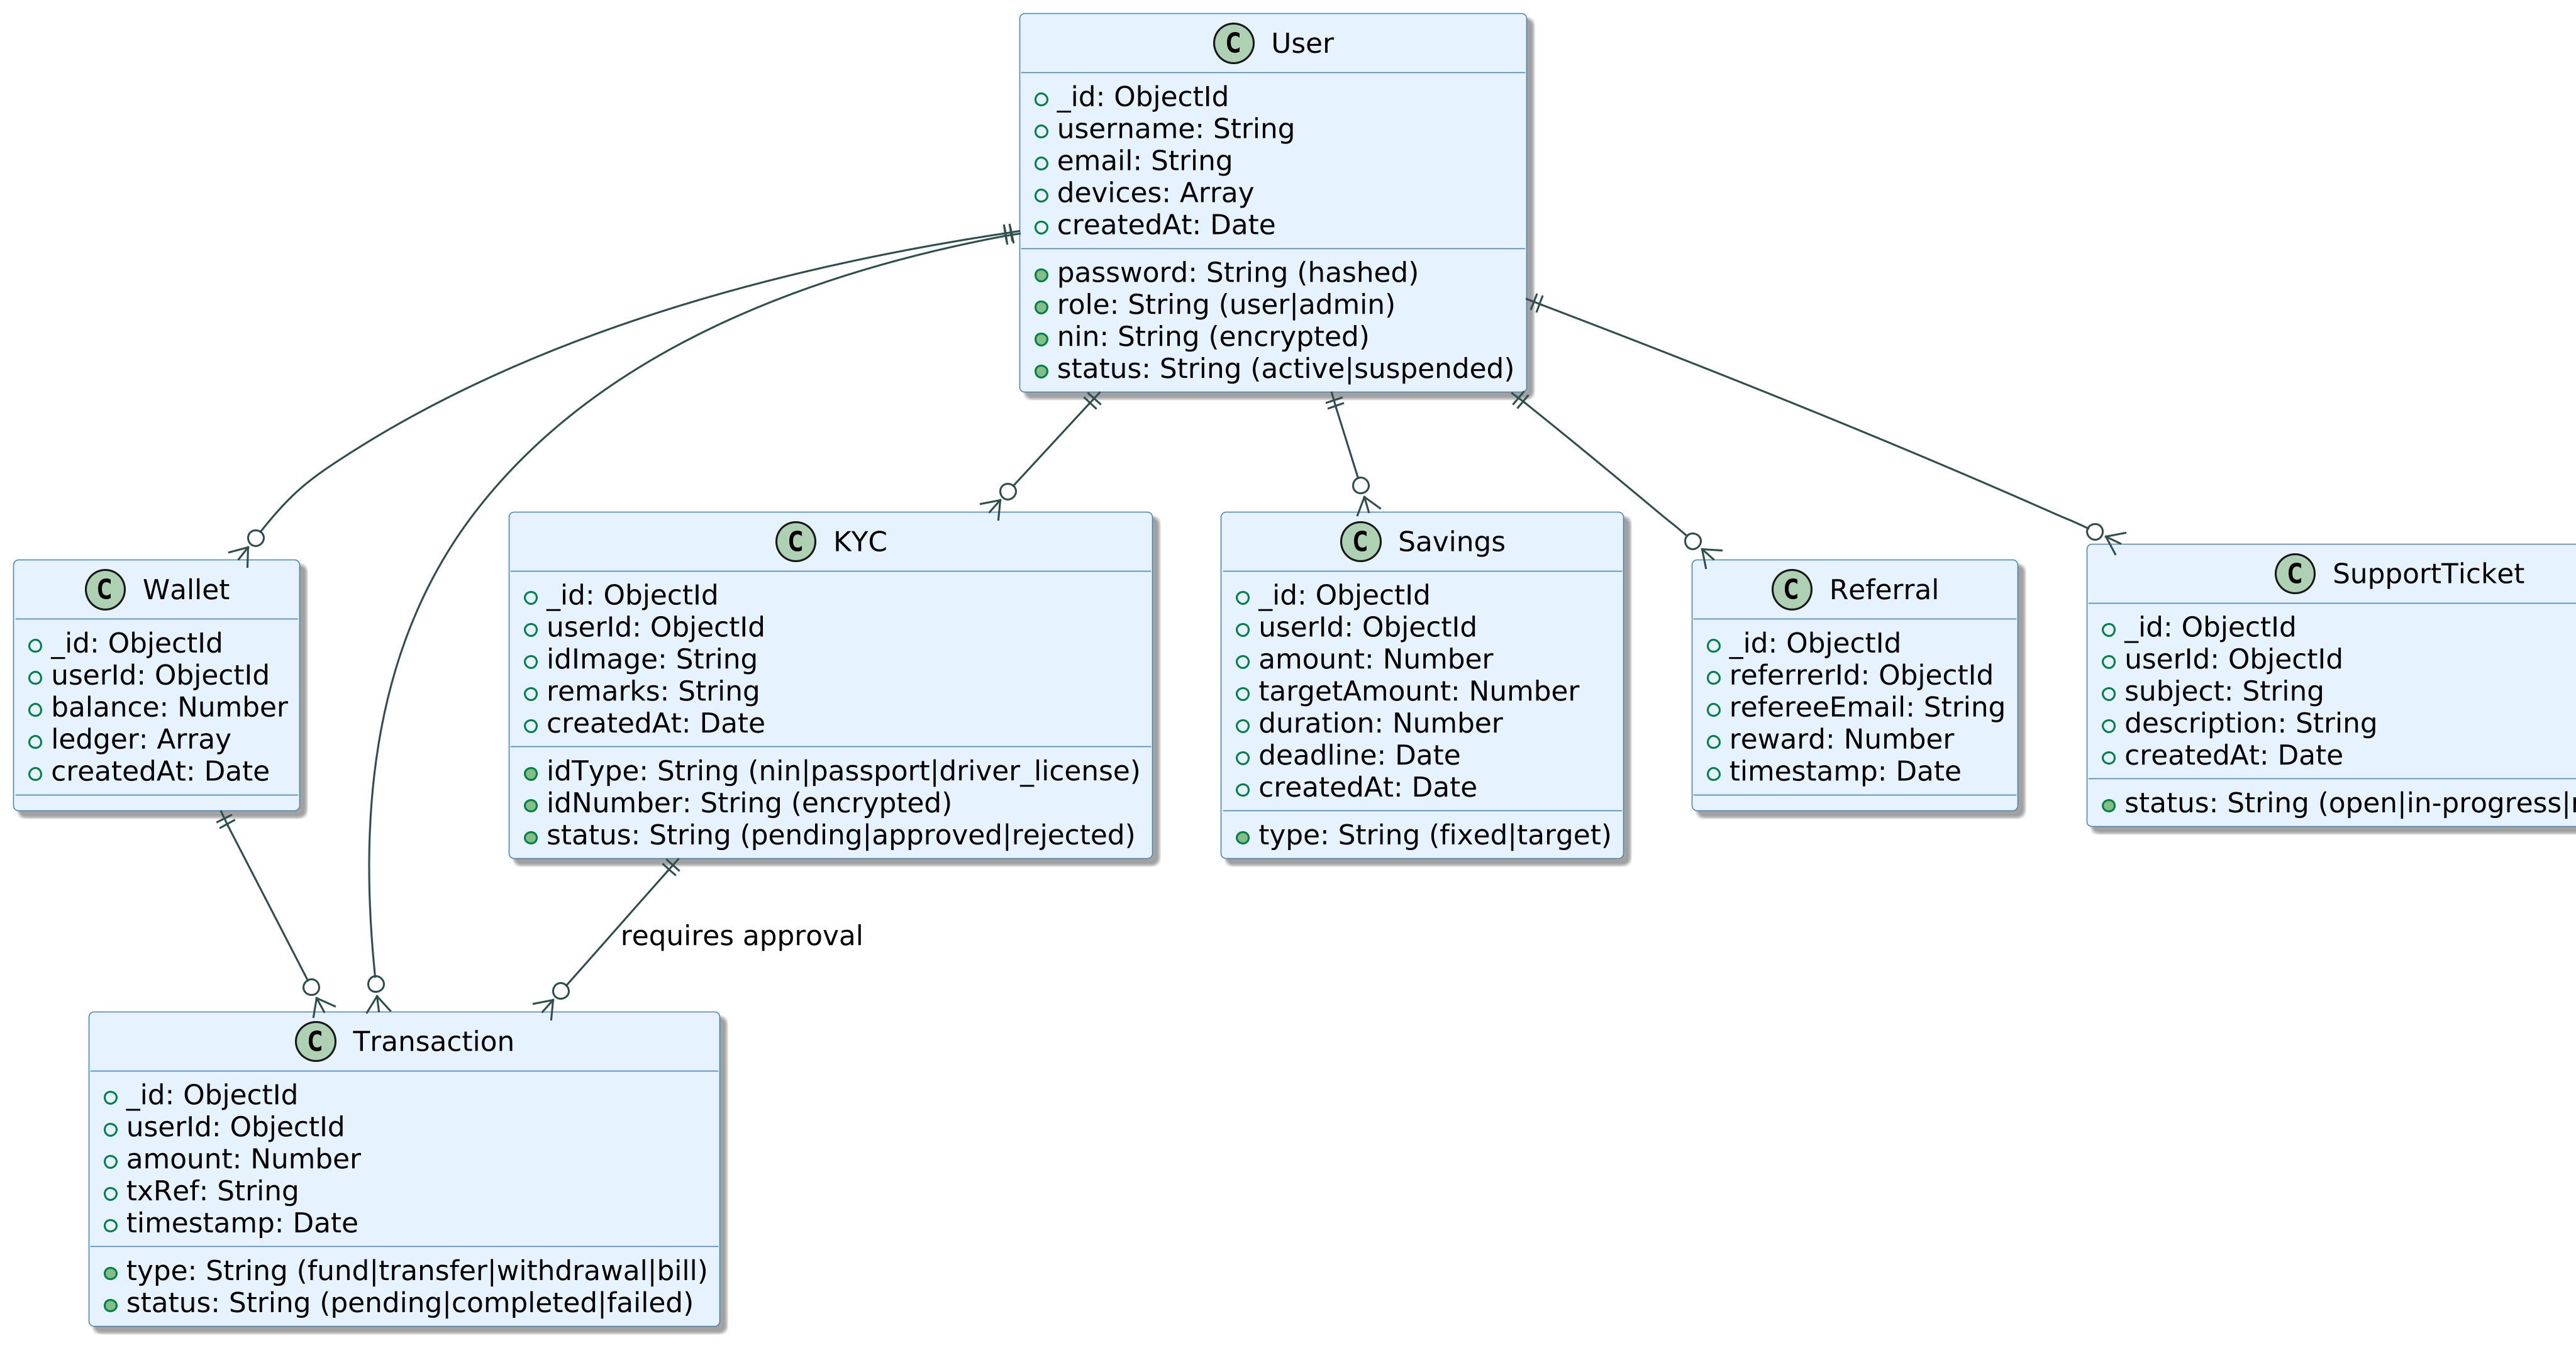 C User
_id: ObjectId
username: String
email: String
devices: Array
createdAt: Date
password: String (hashed)
role: String (user|admin)
nin: String (encrypted)
status: String (active|suspended)
C Wallet
_id: ObjectId
userId: ObjectId
balance: Number
ledger: Array
createdAt: Date
C KYC
_id: ObjectId
userId: ObjectId
idImage: String
remarks: String
createdAt: Date
idType: String (nin|passport|driver_license)
idNumber: String (encrypted)
status: String (pending|approved|rejected)
C Savings
_id: ObjectId
userId: ObjectId
amount: Number
targetAmount: Number
duration: Number
deadline: Date
createdAt: Date
type: String (fixed|target)
C Referral
_id: ObjectId
referrerId: ObjectId
refereeEmail: String
reward: Number
timestamp: Date
C SupportTicket
_id: ObjectId
userId: ObjectId
subject: String
description: String
createdAt: Date
status: String (open|in-progress|
requires approval
C Transaction
_id: ObjectId
userId: ObjectId
amount: Number
txRef: String
timestamp: Date
type: String (fund|transfer|withdrawal|bill)
status: String (pending|completed|failed)